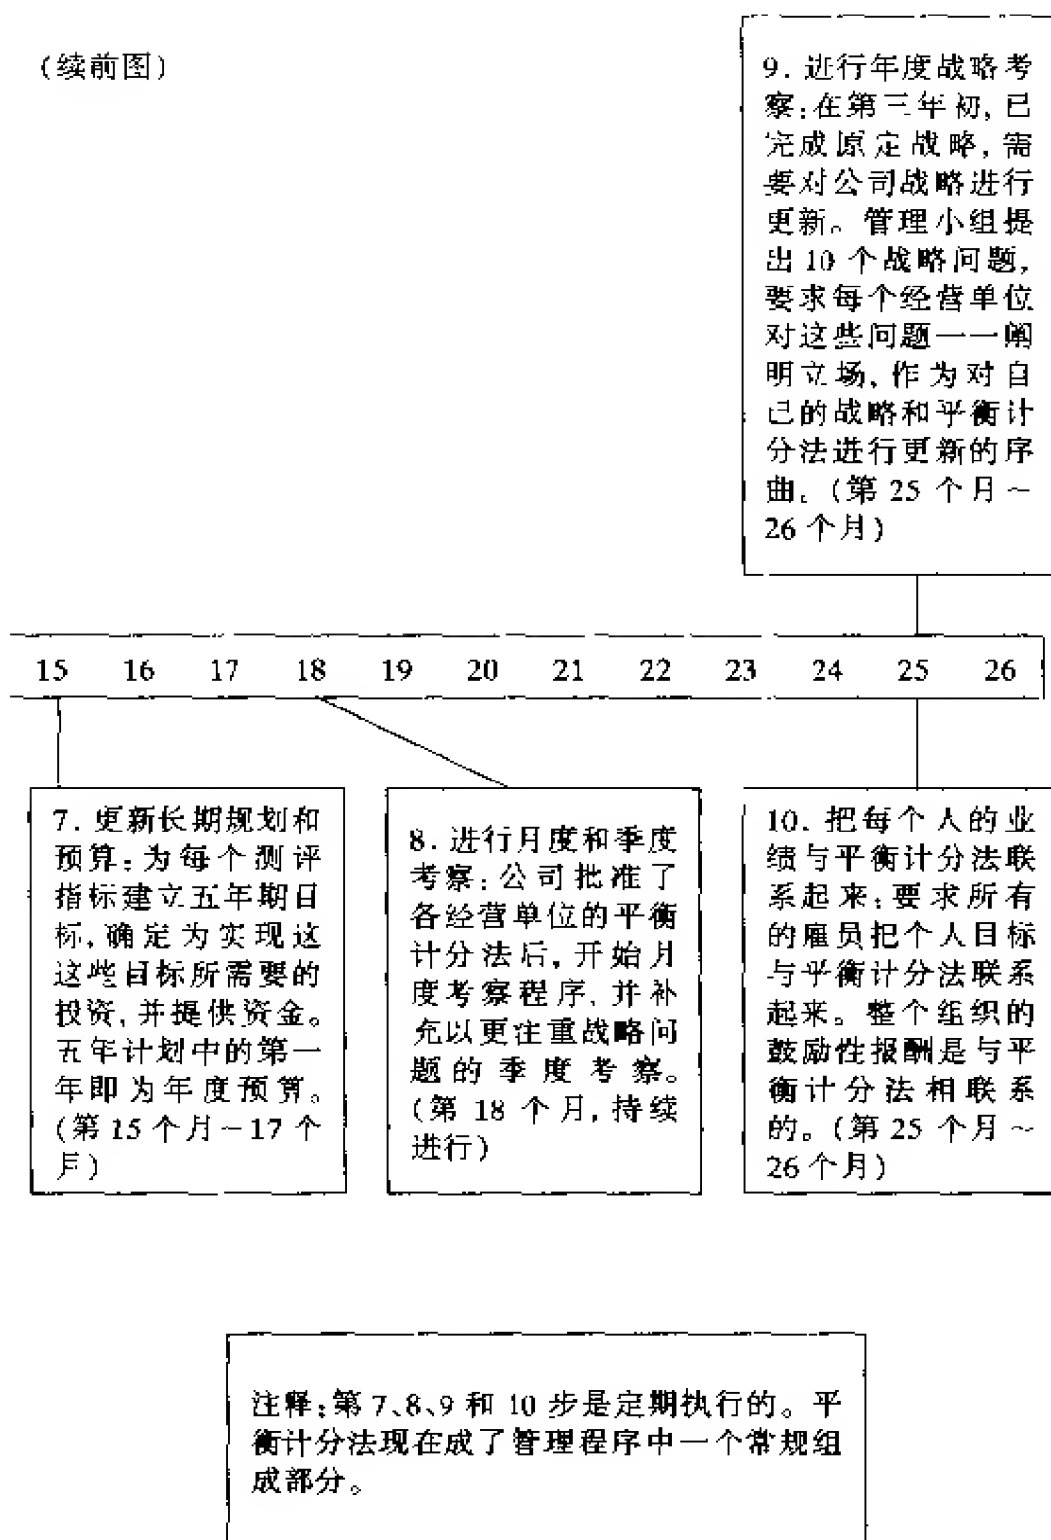 (续前图)
9. 进行年度战略考
察:在第三年初,已
完成原定战略,需
要对公司战略进行
更新。管理小组提
出 10 个战略问题,
要求每个经营单位
对这些问题一一阐
明立场,作为对自
己的战略和平衡计
分法进行更新的序
曲。(第 25 个月~
26 个月)
15 16 17 18 19 20 21 22 23 24 25 26
7. 更新长期规划和
预算:为每个测评
指标建立五年期目
标,确定为实现这
这些目标所需要的
投资,并提供资金。
五年计划中的第一
年即为年度预算。
(第 15 个月~17 个
月)
8. 进行月度和季度
考察:公司批准了
各经营单位的平衡
计分法后,开始月
度考察程序,并补
充以更注重战略问
题的季度考察。
(第 18 个月,持续
进行)
10. 把每个人的业
绩与平衡计分法联
系起来:要求所有
的雇员把个人目标
与平衡计分法联系
起来。整个组织的
鼓励性报酬是与平
衡计分法相联系
的。(第 25 个月~
26 个月)
注释:第 7、8、9 和 10 步是定期执行的。平
衡计分法现在成了管理程序中一个常规组
成部分。